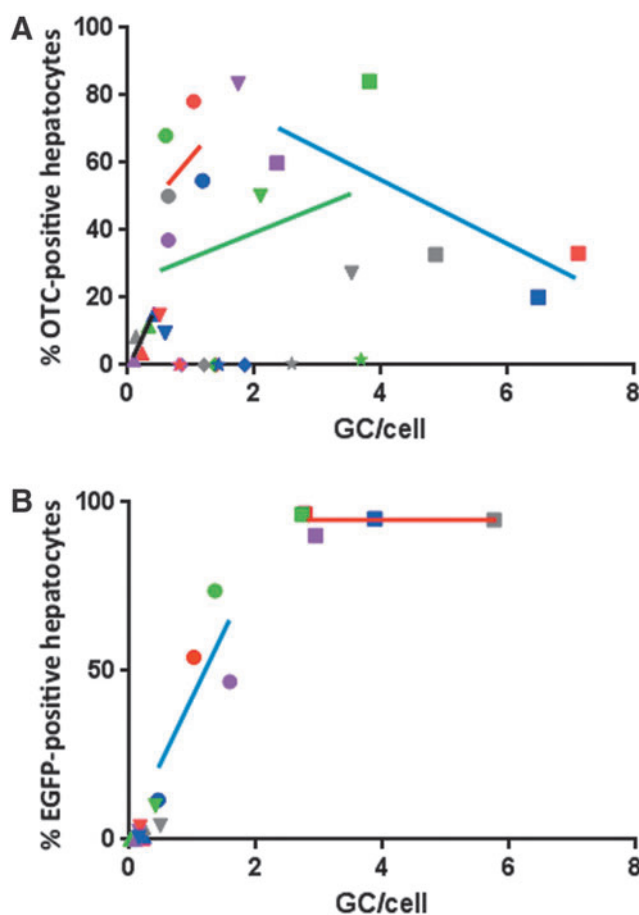 A
% OTC-positive hepatocytes
100
80
60
40
20
0
0 2 4 6 8
GC/cell
B
% EGFP-positive hepatocytes
100
50
0
0 2 4 6 8
GC/cell